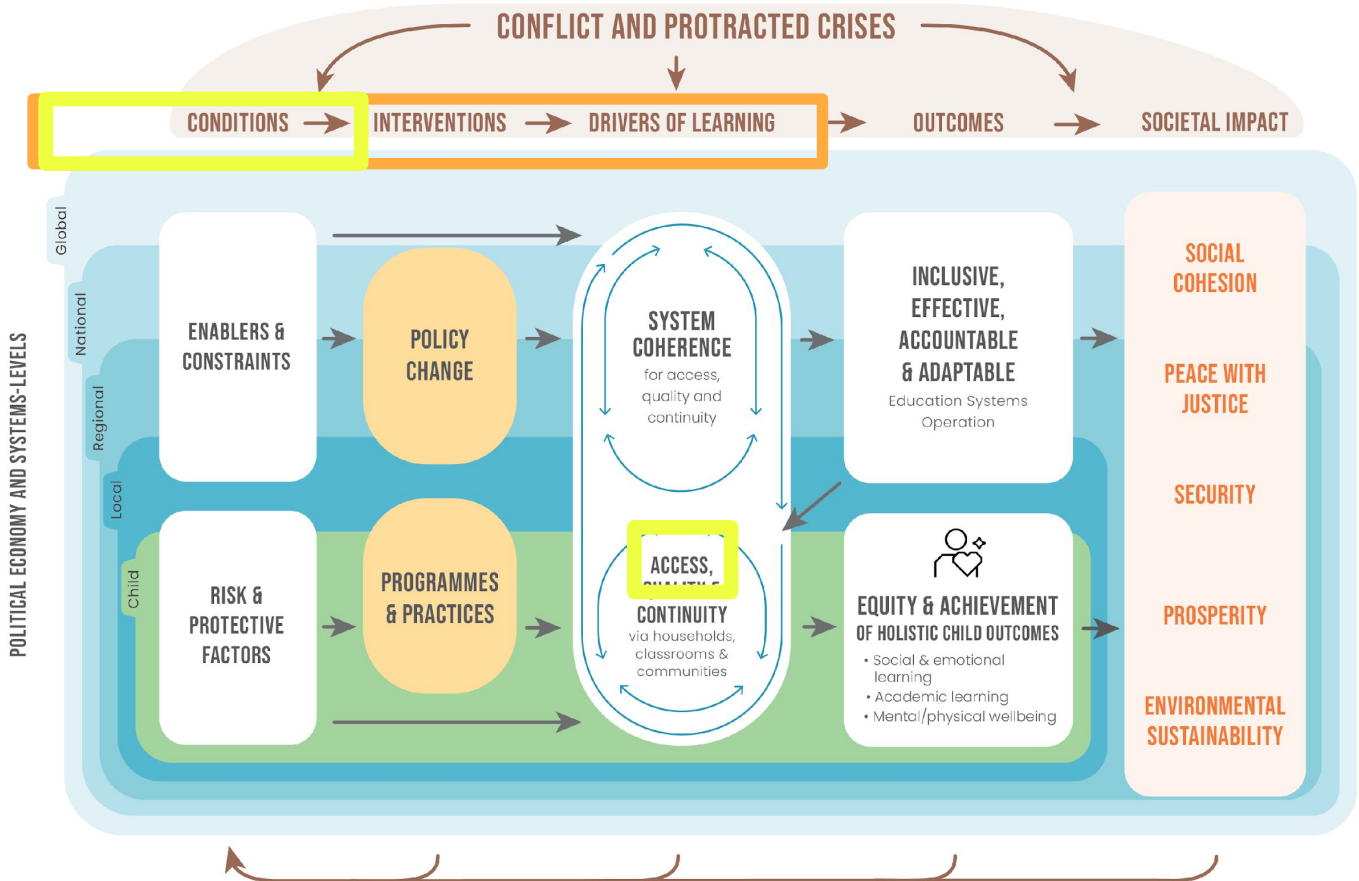 CONFLICT AND PROTRACTED CRISES
CONDITIONS
INTERVENTIONS
DRIVERS OF LEARNING
OUTCOMES
SOCIETAL IMPACT
POLITICAL ECONOMY AND SYSTEMS-LEVELS
Global
National
Regional
Local
Child
ENABLERS &
CONSTRAINTS
POLICY
CHANGE
SYSTEM
COHERENCE
for access,
quality and
continuity
INCLUSIVE,
EFFECTIVE,
ACCOUNTABLE
& ADAPTABLE
Education Systems
Operation
RISK &
PROTECTIVE
FACTORS
PROGRAMMES
& PRACTICES
ACCESS,
CONTINUITY
via households,
classrooms &
communities
EQUITY & ACHIEVEMENT
OF HOLISTIC CHILD OUTCOMES
• Social & emotional
learning
• Academic learning
• Mental/physical wellbeing
SOCIAL
COHESION
PEACE WITH
JUSTICE
SECURITY
PROSPERITY
ENVIRONMENTAL
SUSTAINABILITY